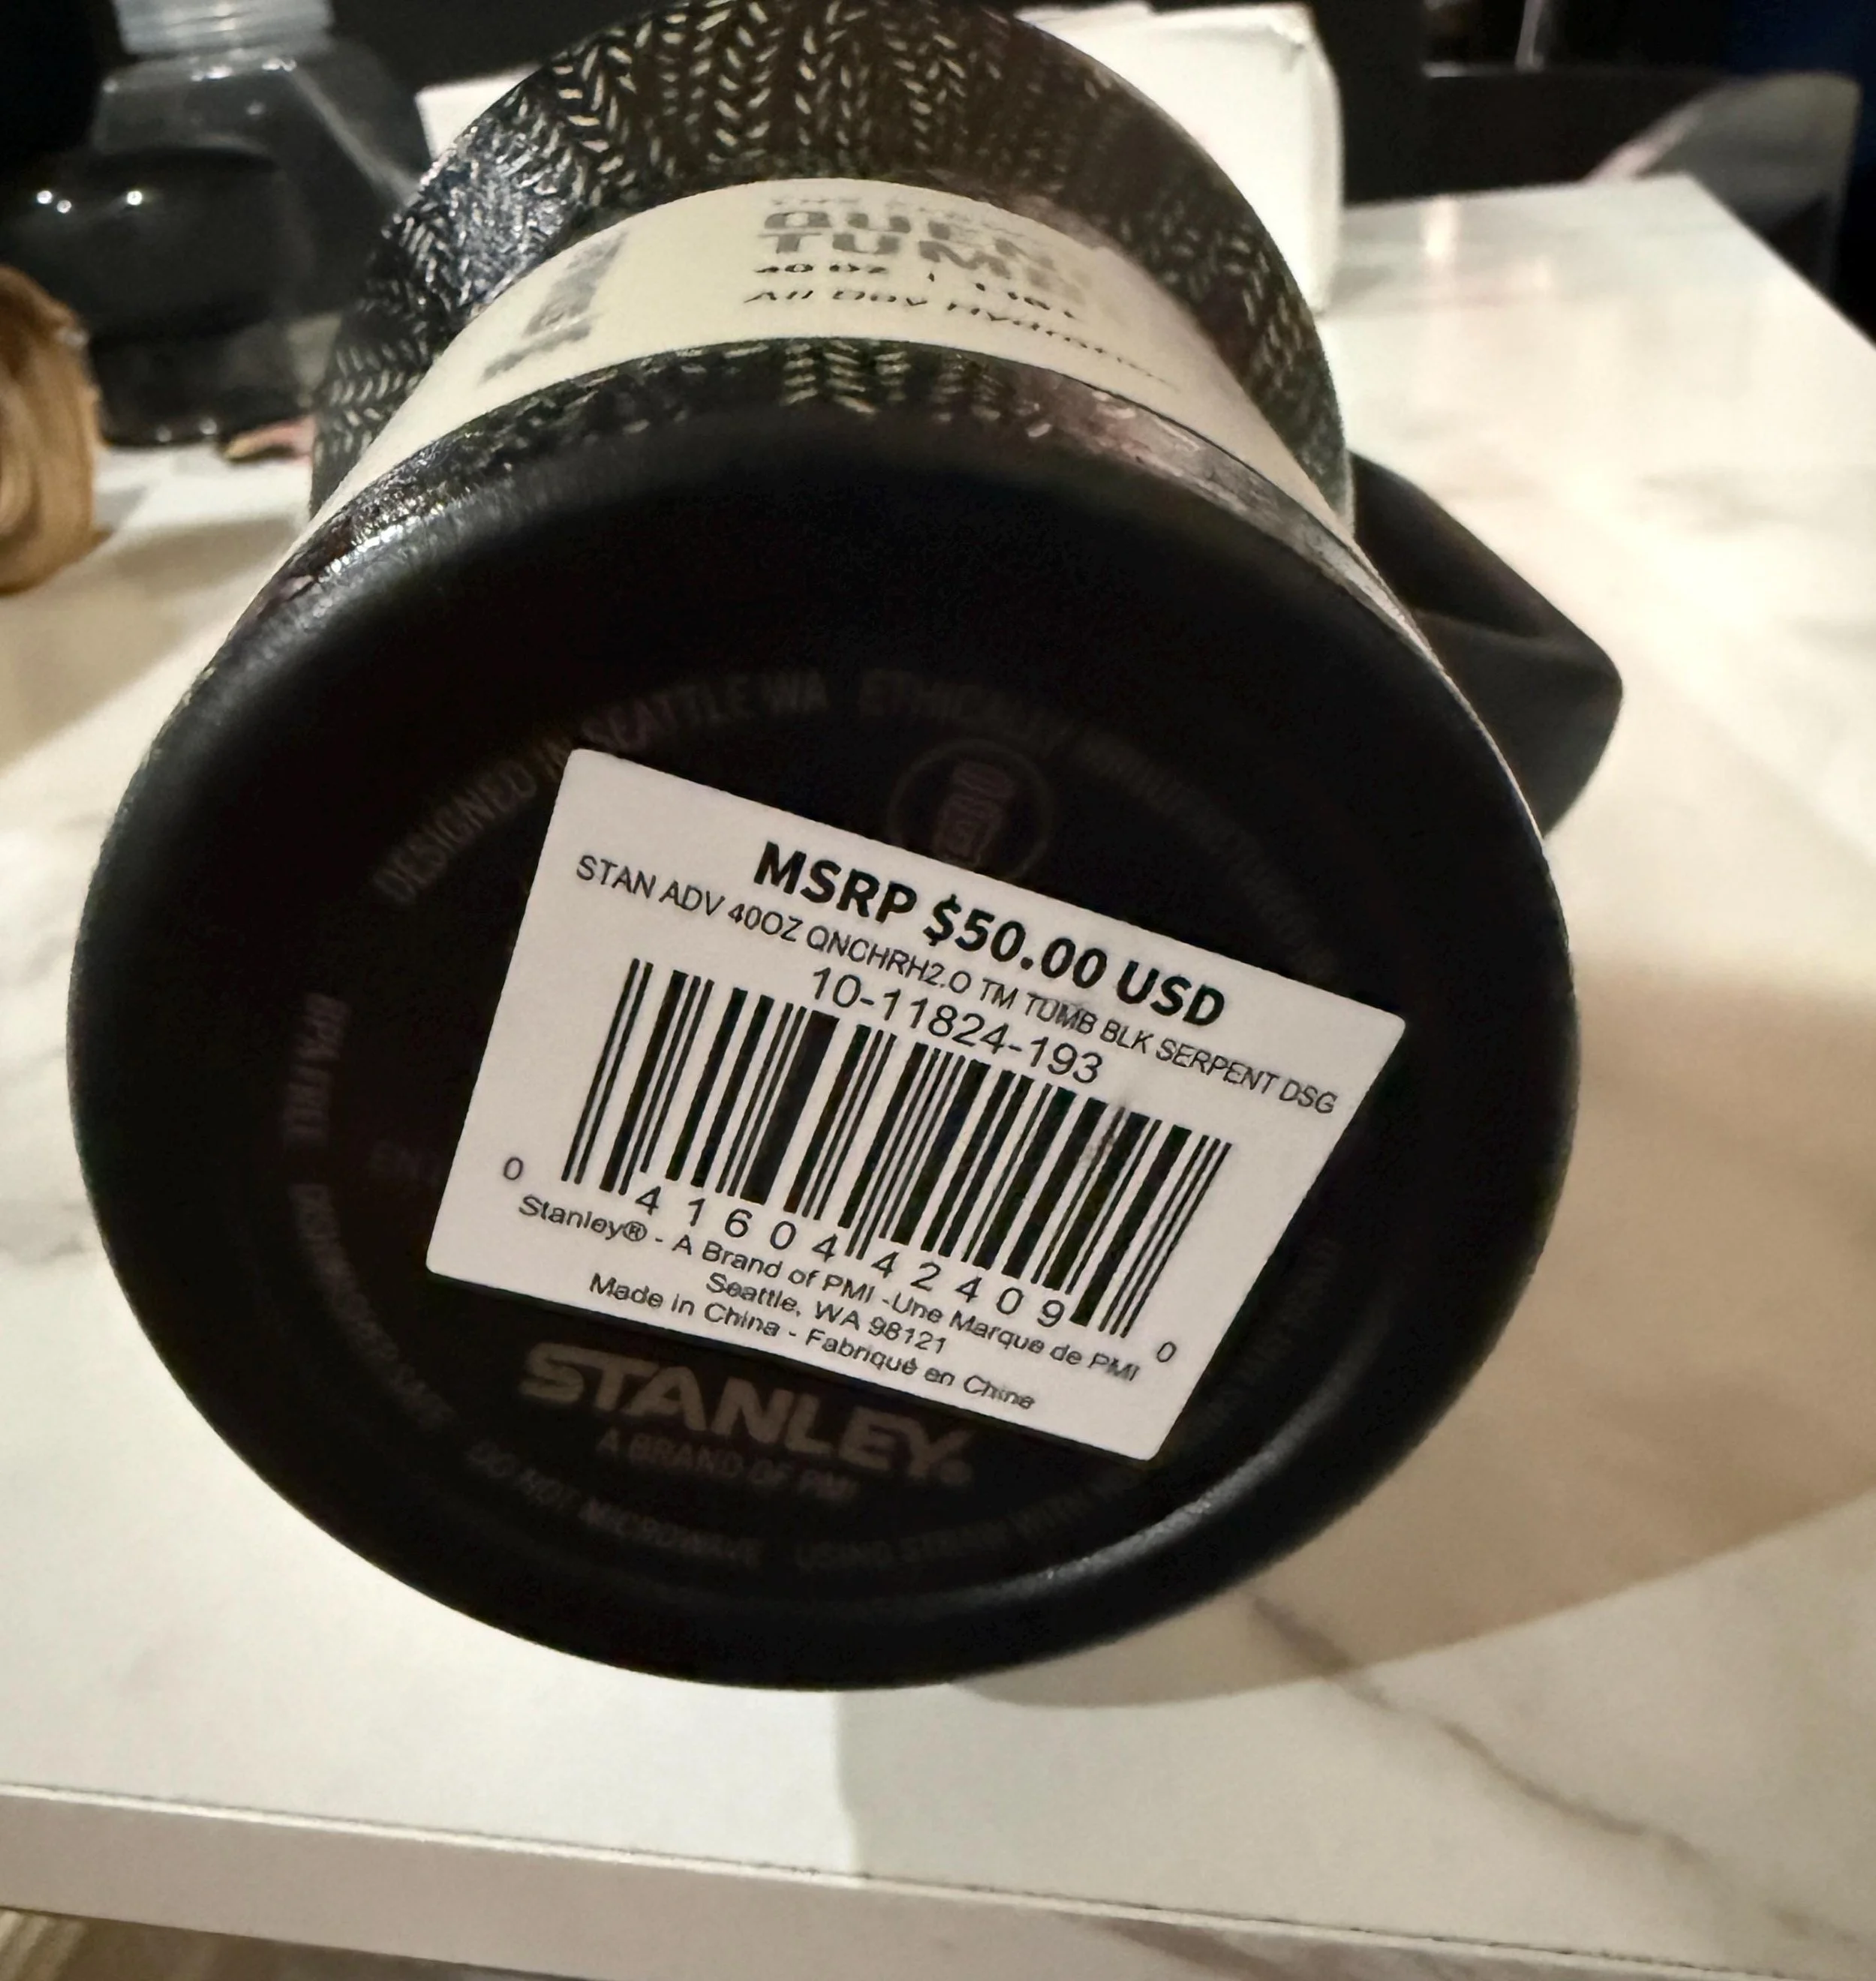 40 OZ
All Day
DESIGNED IN SEATTLE WA ETHICALLY
MSRP $50.00 USD
STAN ADV 40OZ QNCHRH2.O TM TUMB BLK SERPENT DSG
10-11824-193
0 41604 42409 0
Stanley® - A Brand of PMI -Une Marque de PMI
Seattle, WA 98121
Made in China - Fabriqué en Chine
STANLEY®
A BRAND OF PMI
DO NOT MICROWAVE